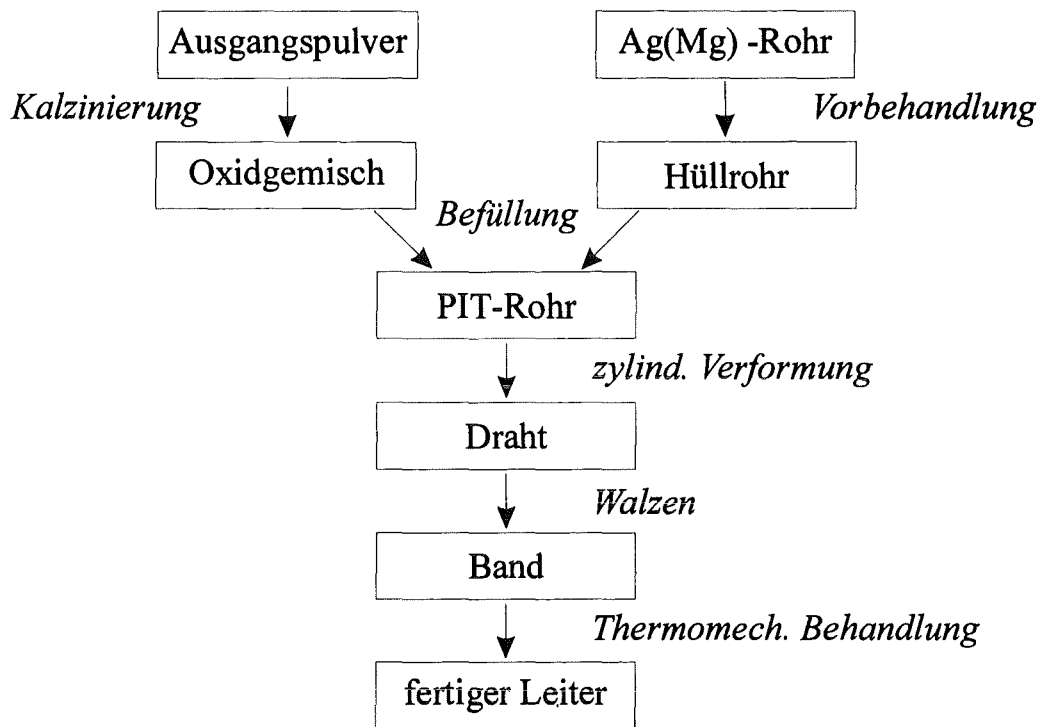 Ausgangspulver
Ag(Mg) -Rohr
Kalzinierung
Vorbehandlung
Oxidgemisch
Hüllrohr
Befüllung
PIT-Rohr
zylind. Verformung
Draht
Walzen
Band
Thermomech. Behandlung
fertiger Leiter